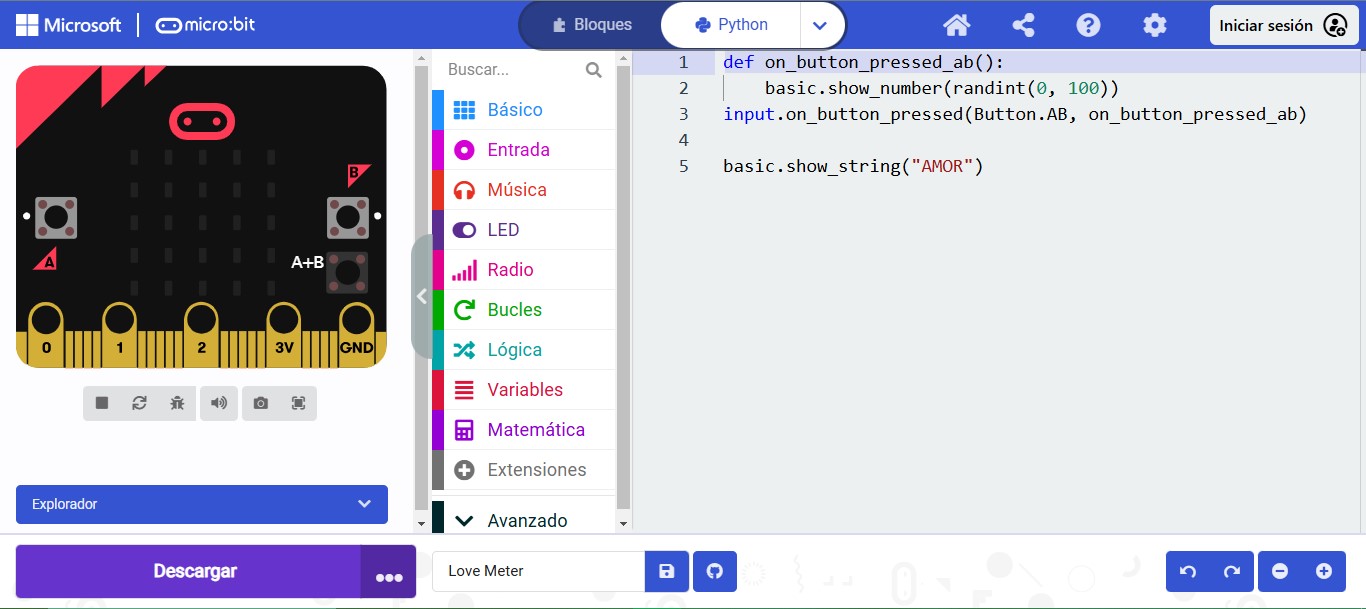 Microsoft micro:bit Bloques Python Iniciar sesión
B
A
A+B
0 1 2 3V GND
Explorador
Descargar
Buscar...
Básico
Entrada
Música
LED
Radio
Bucles
Lógica
Variables
Matemática
Extensiones
Avanzado
1 def on_button_pressed_ab():
2     basic.show_number(randint(0, 100))
3 input.on_button_pressed(Button.AB, on_button_pressed_ab)
4
5 basic.show_string("AMOR")
Love Meter